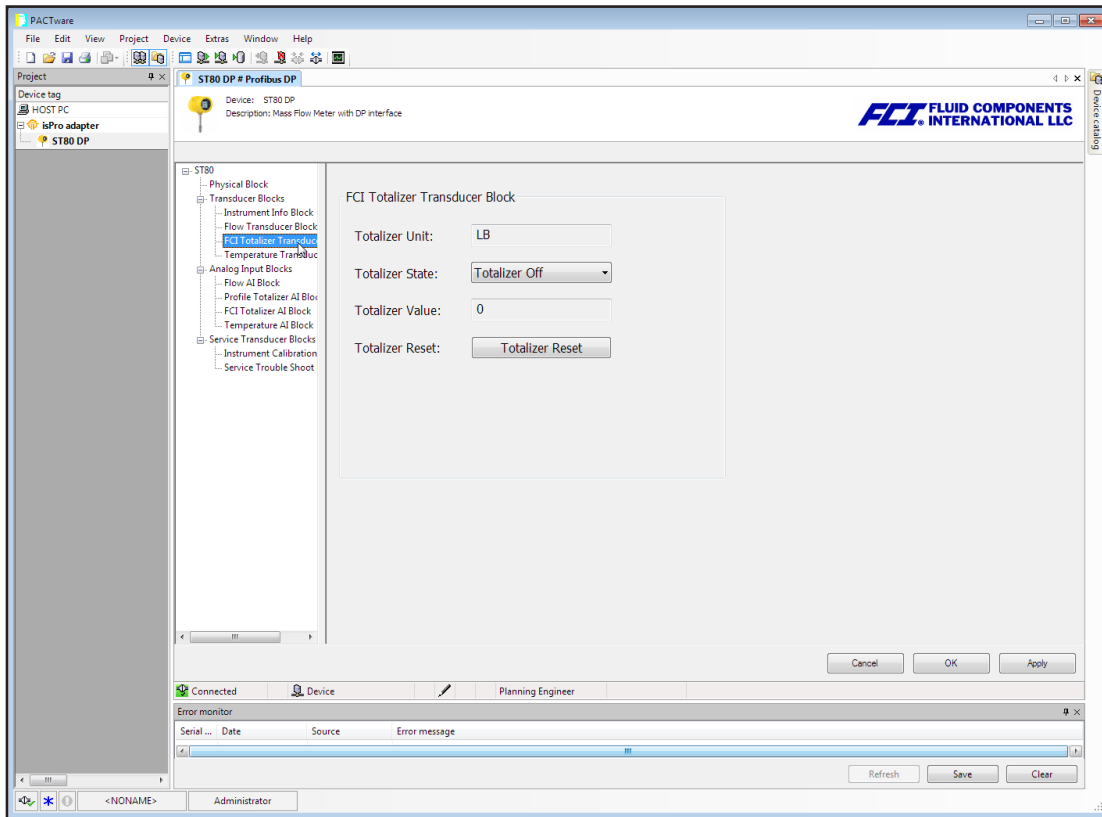 PACTware
File Edit View Project Device Extras Window Help
Project
Device tag
HOST PC
isPro adapter
ST80 DP
ST80 DP # Profibus DP
Device: ST80 DP
Description: Mass Flow Meter with DP interface
FCI. FLUID COMPONENTS
INTERNATIONAL LLC
Device catalog
ST80
Physical Block
Transducer Blocks
Instrument Info Block
Flow Transducer Block
FCI Totalizer Transduc
Temperature Transduc
Analog Input Blocks
Flow AI Block
Profile Totalizer AI Bloc
FCI Totalizer AI Block
Temperature AI Block
Service Transducer Blocks
Instrument Calibration
Service Trouble Shoot
FCI Totalizer Transducer Block
Totalizer Unit: LB
Totalizer State: Totalizer Off
Totalizer Value: 0
Totalizer Reset: Totalizer Reset
Cancel OK Apply
Connected Device Planning Engineer
Error monitor
Serial ... Date Source Error message
Refresh Save Clear
<NONAME> Administrator